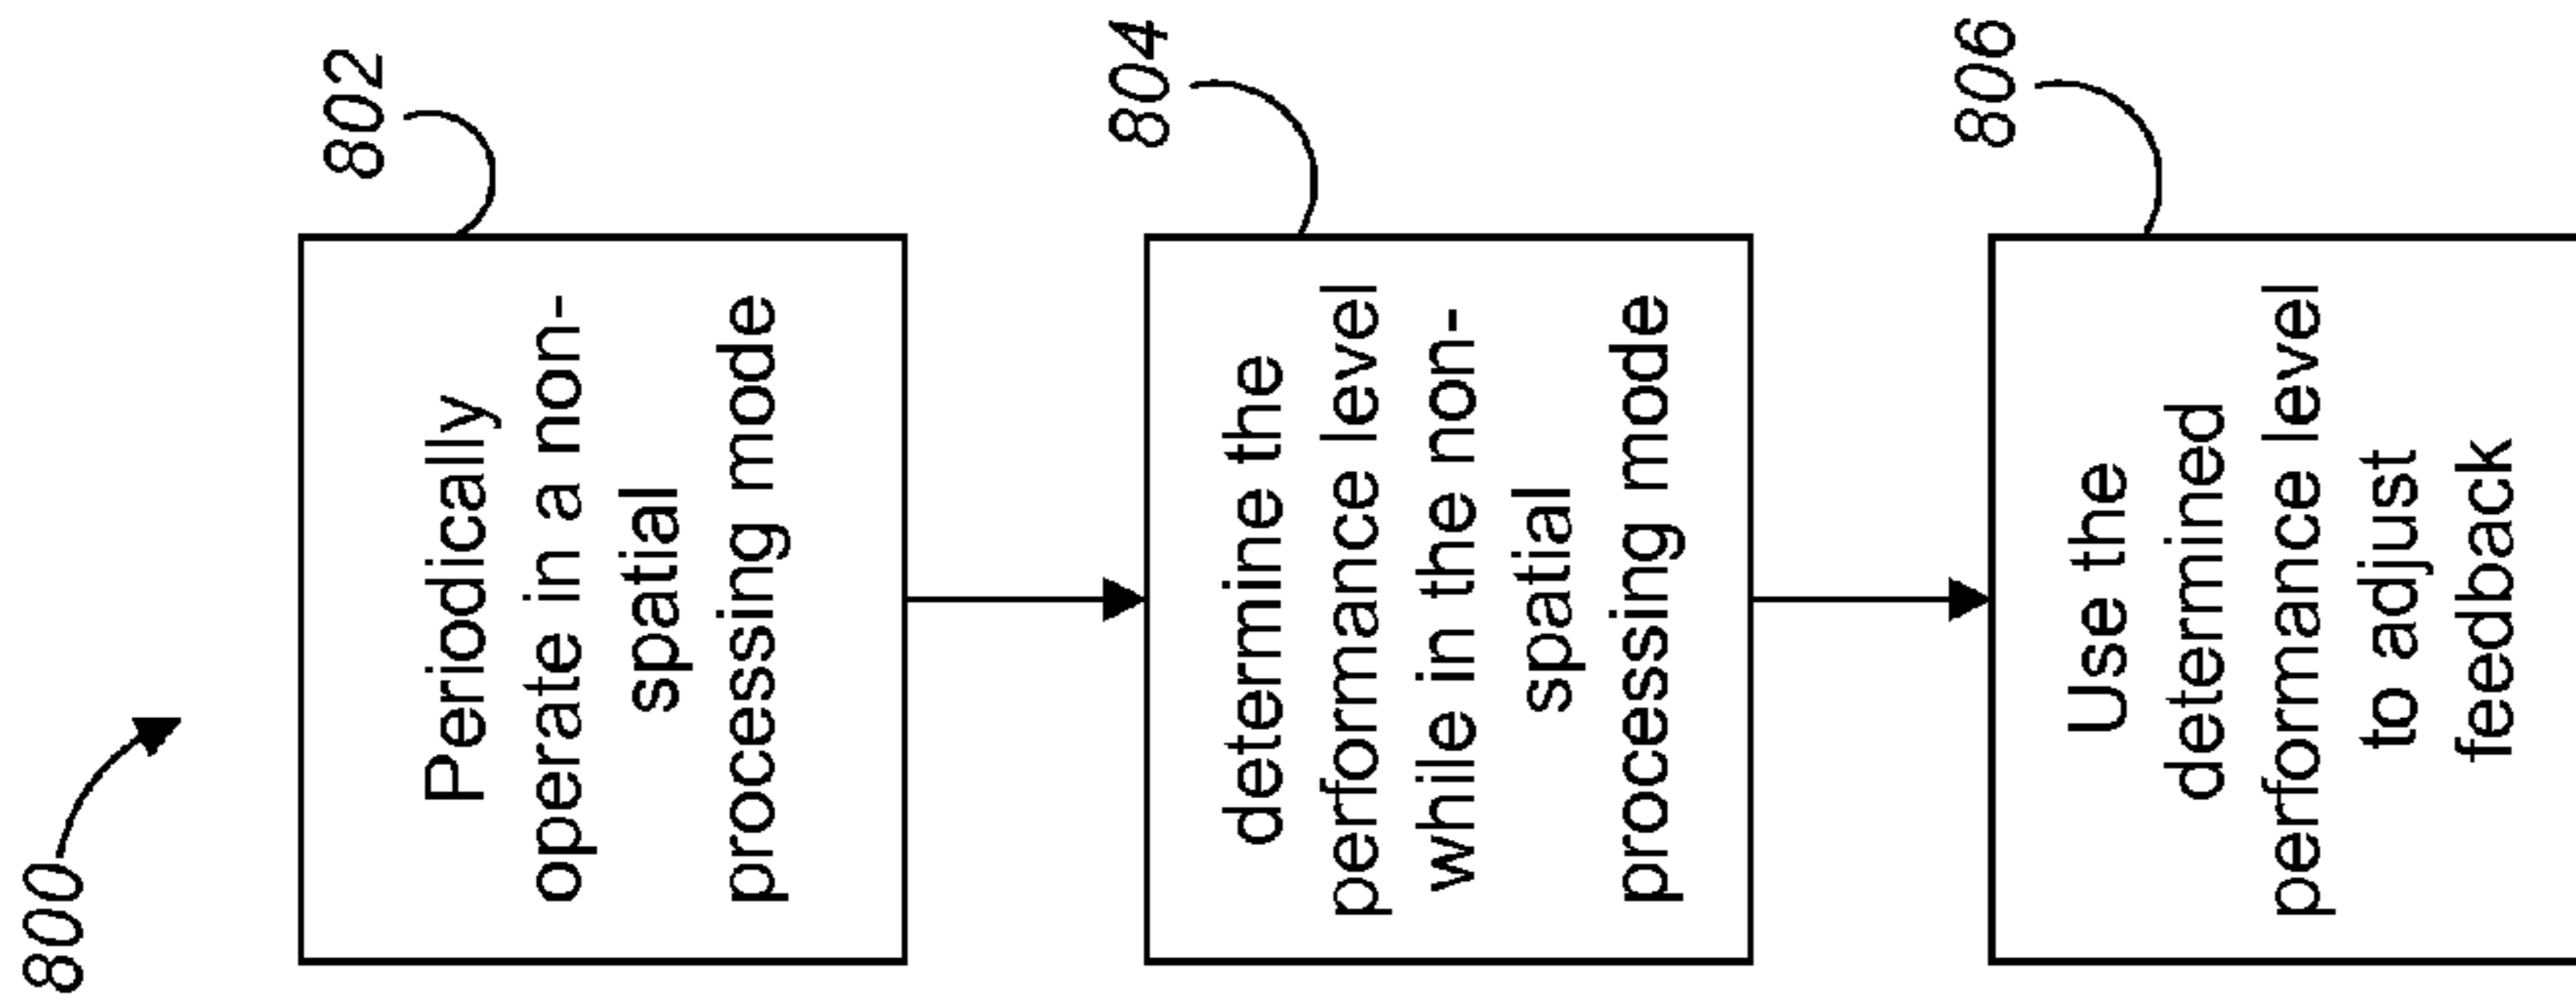 800
802
Periodically
operate in a non-
spatial
processing mode
804
determine the
performance level
while in the non-
spatial
processing mode
806
Use the
determined
performance level
to adjust
feedback